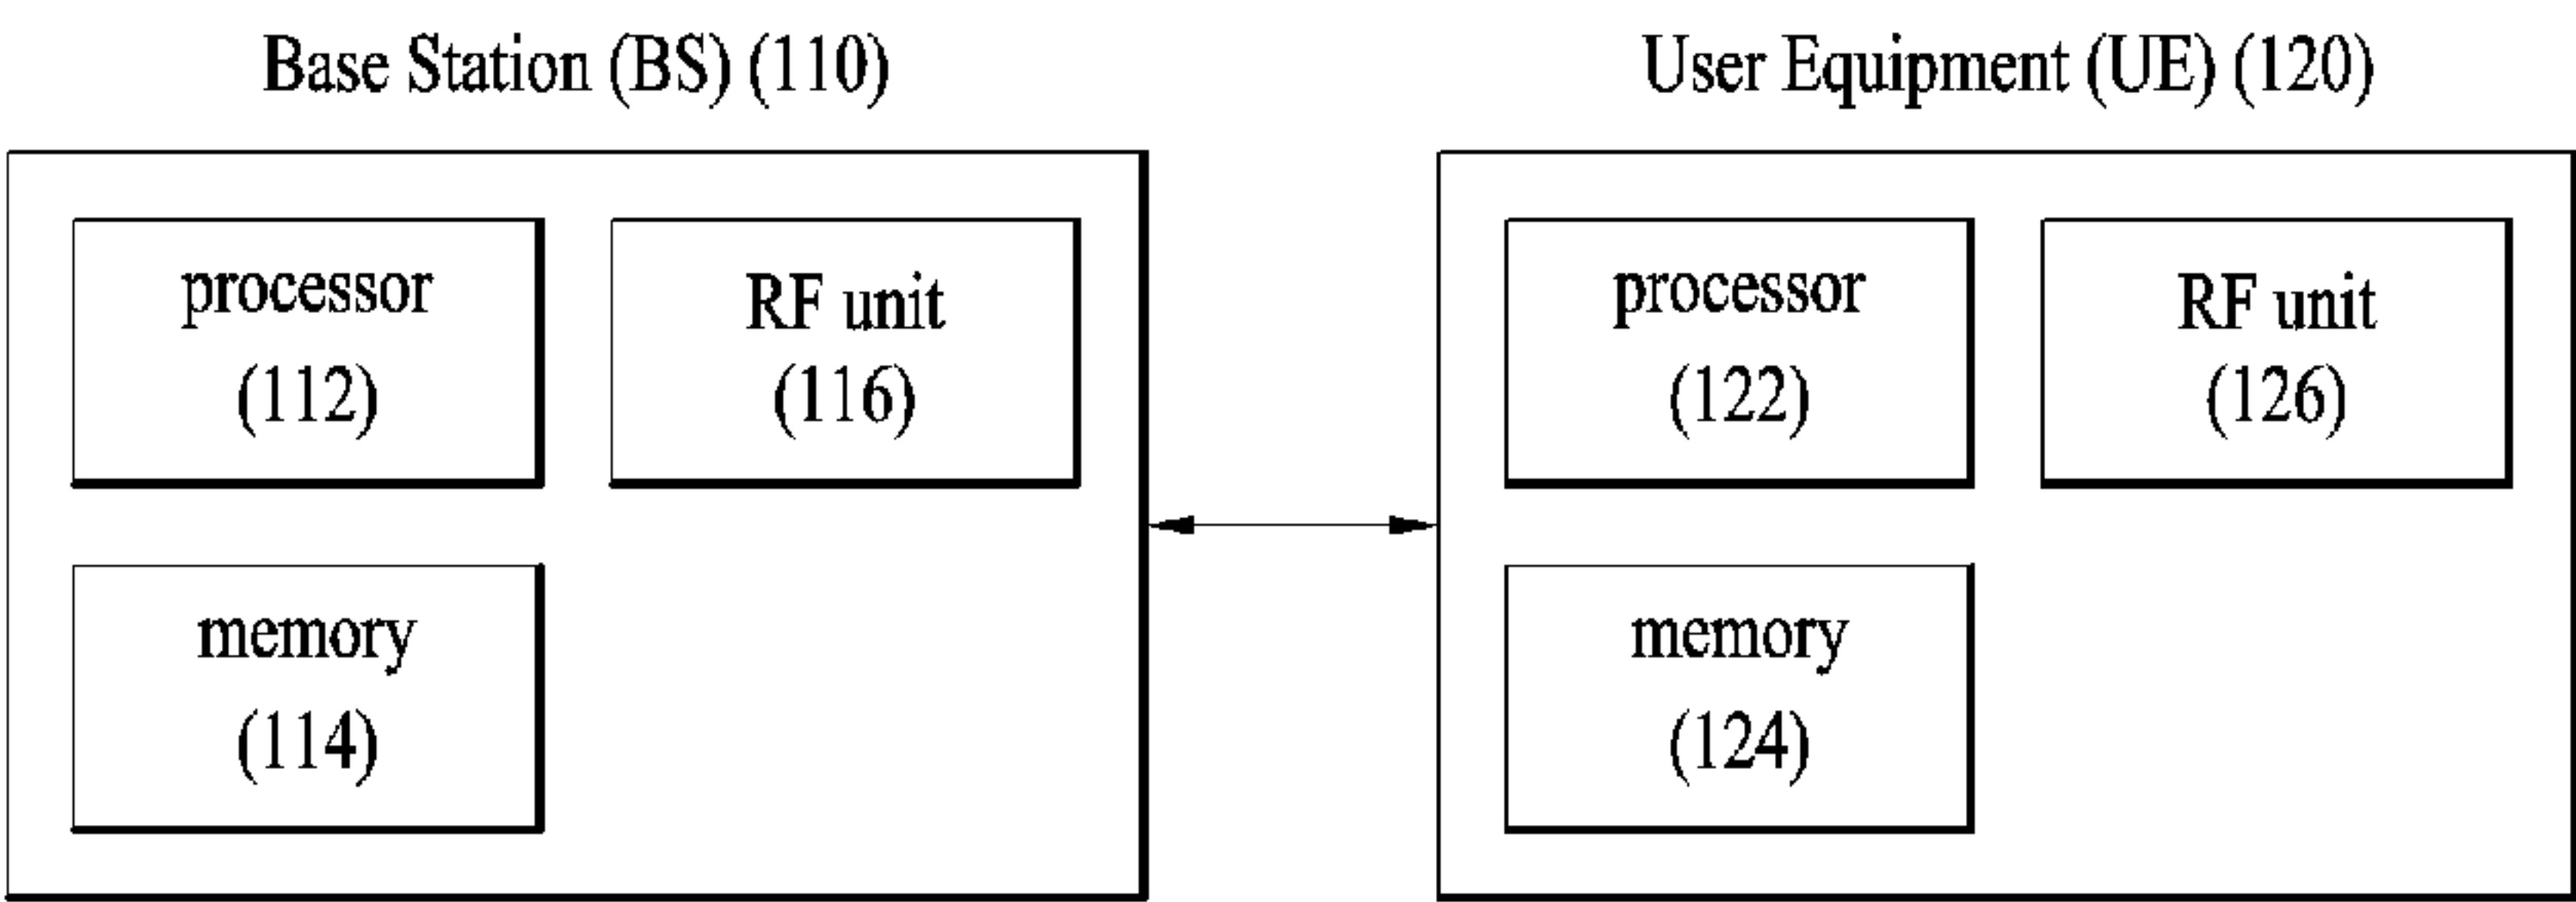 Base Station (BS) (110)
processor
(112)
RF unit
(116)
memory
(114)
User Equipment (UE) (120)
processor
(122)
RF unit
(126)
memory
(124)